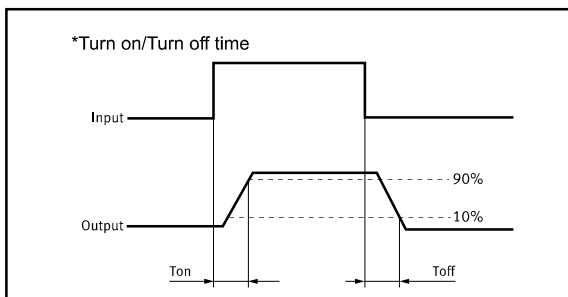 *Turn on/Turn off time
Input
90%
10%
Output
Ton
Toff